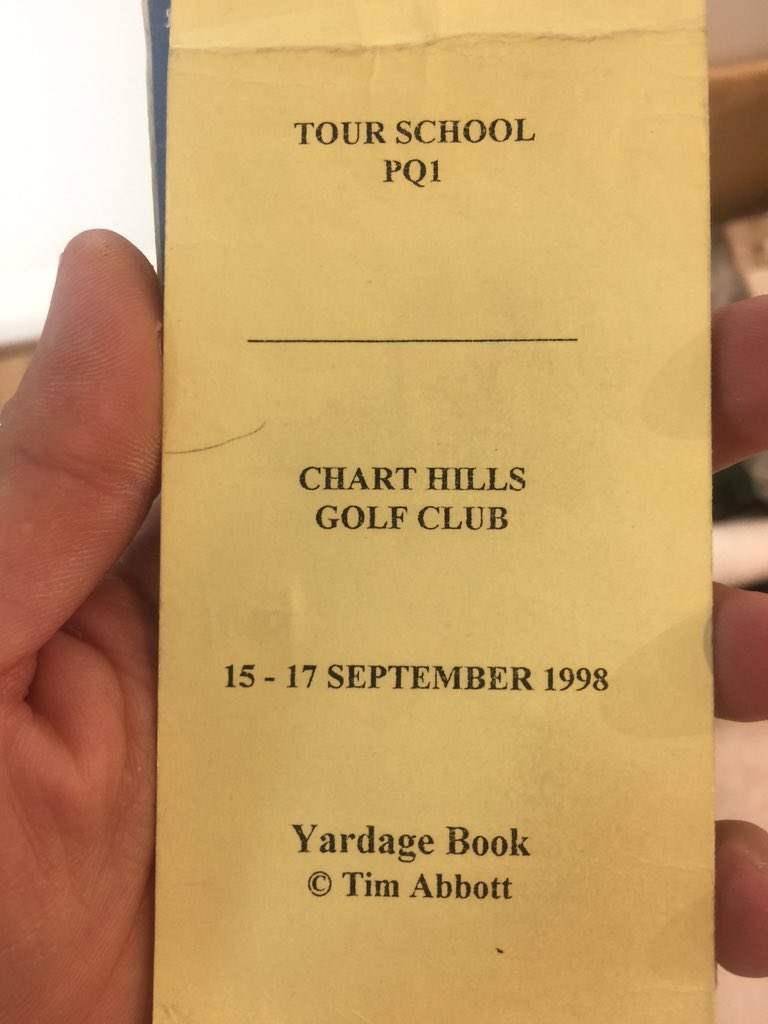 TOUR SCHOOL
PQ1
CHART HILLS
GOLF CLUB
15 - 17 SEPTEMBER 1998
Yardage Book
© Tim Abbott